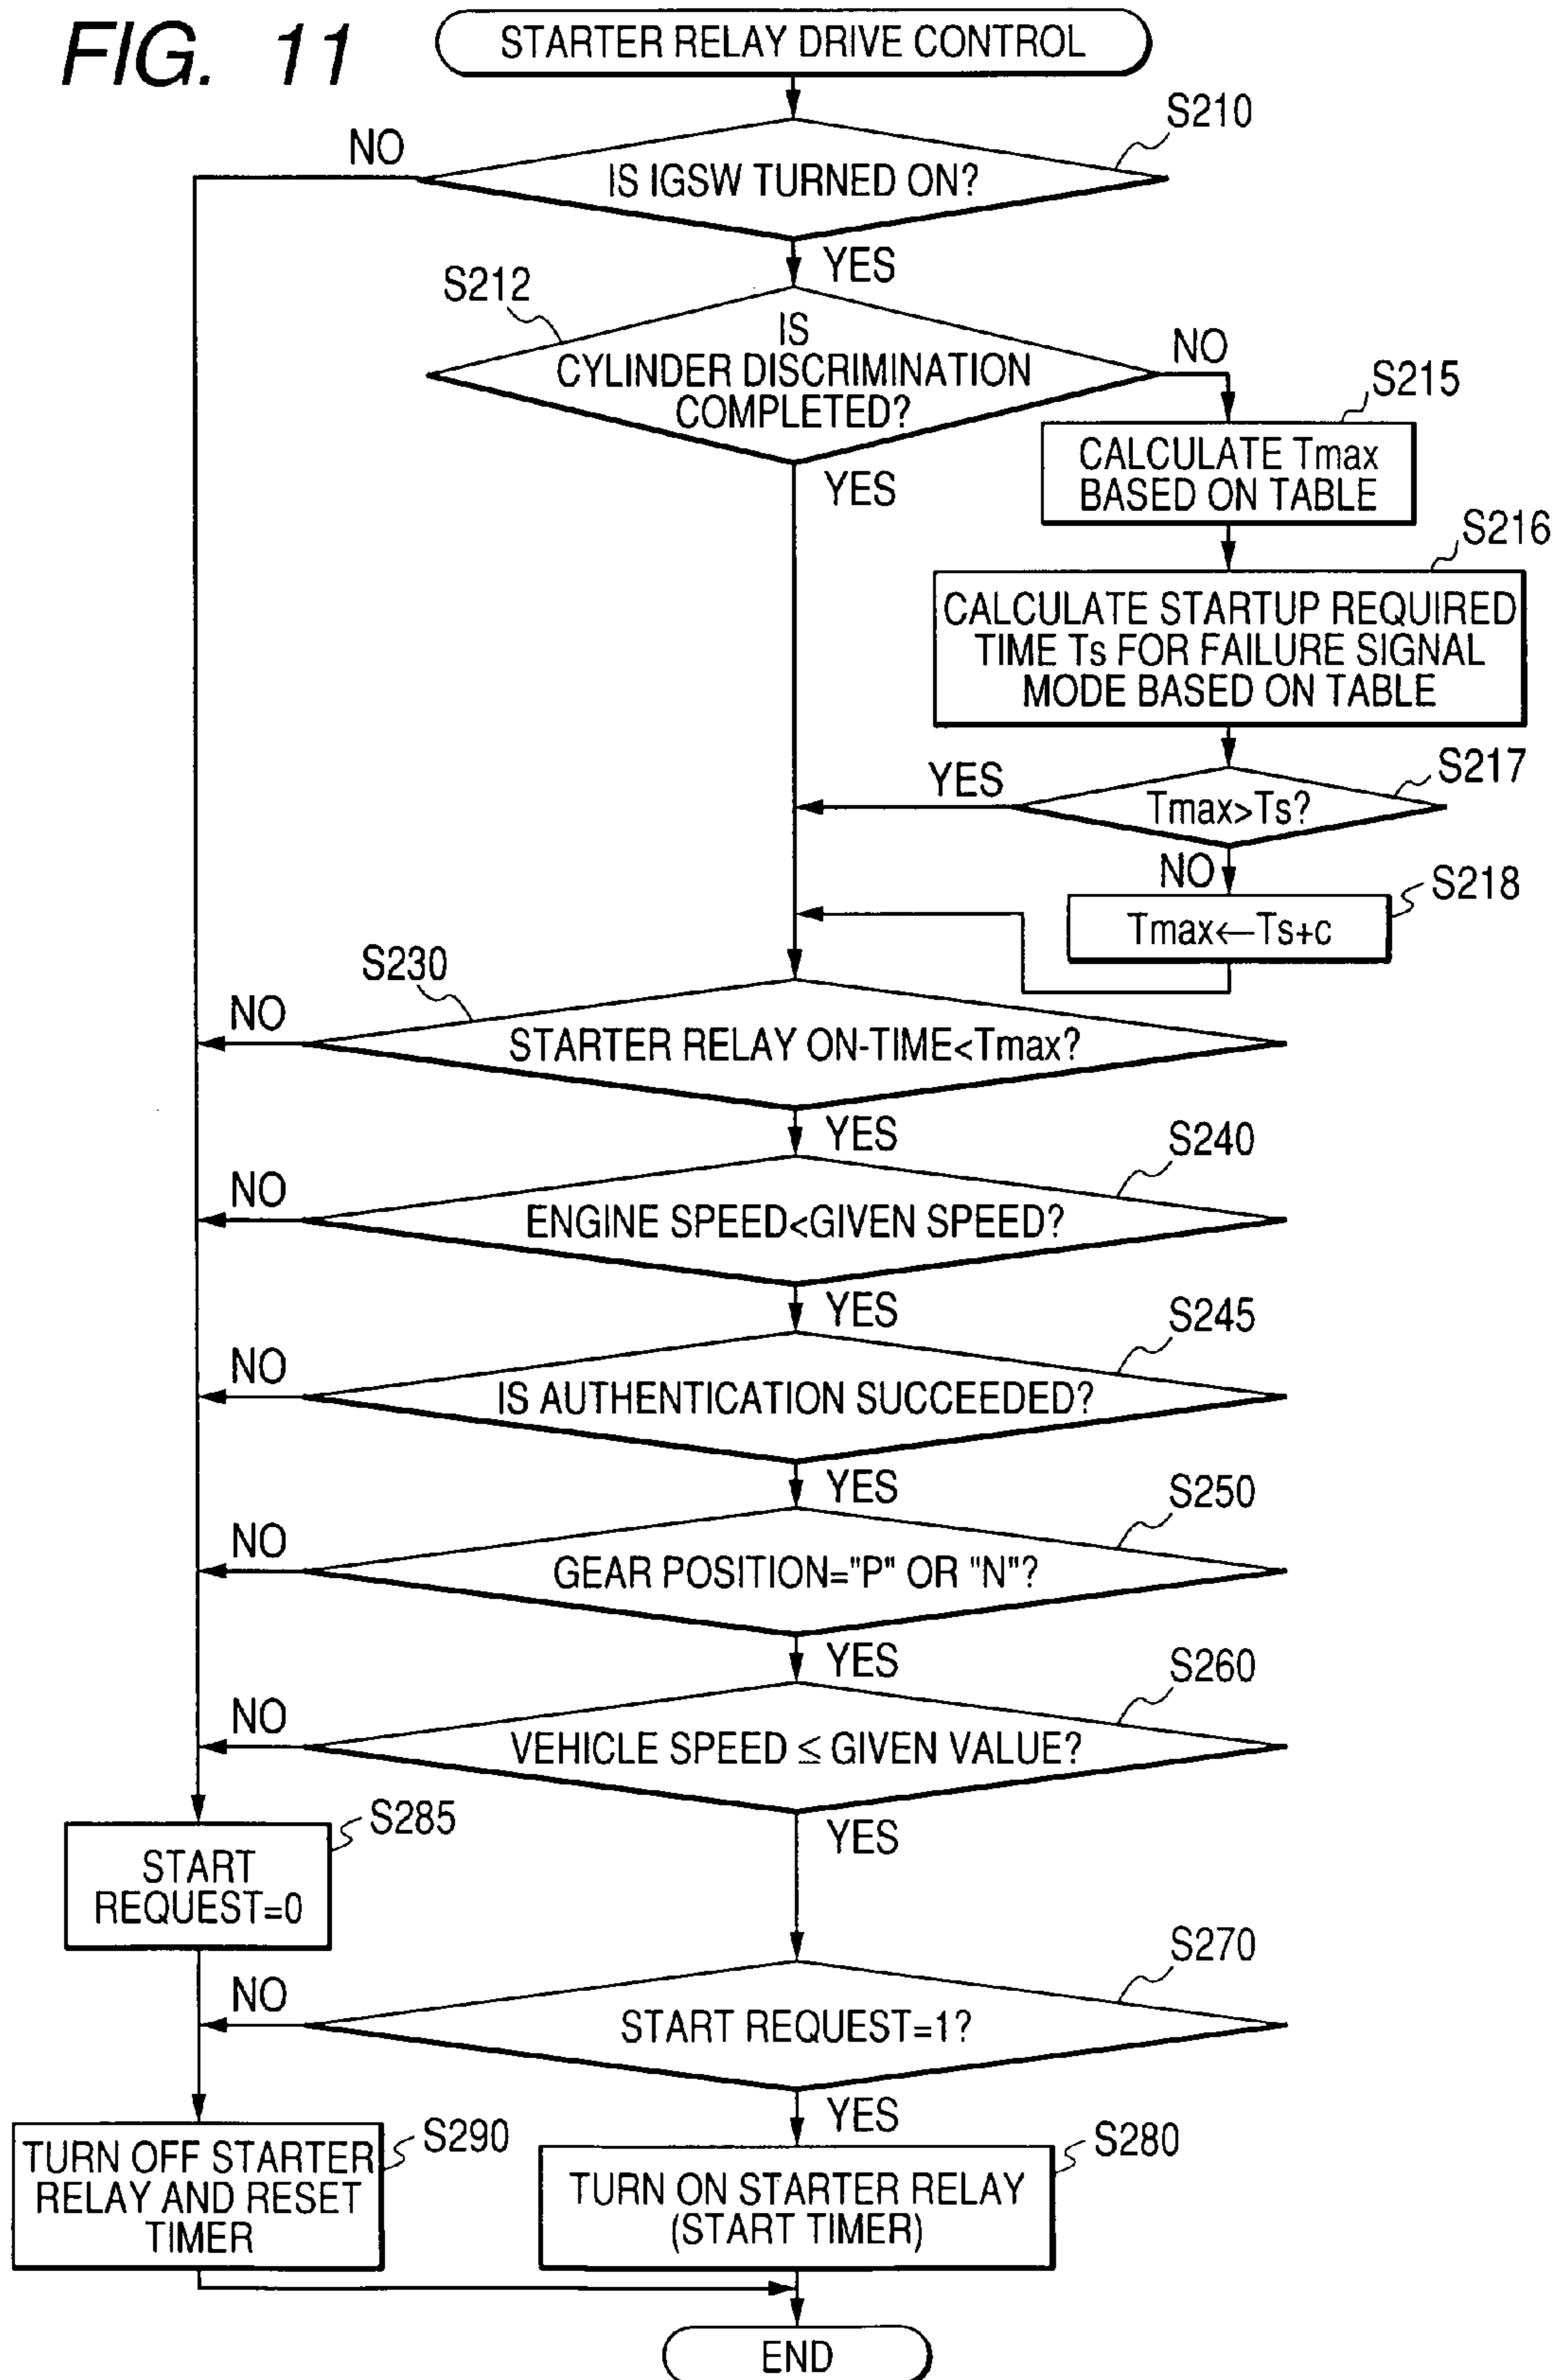 FIG. 11
STARTER RELAY DRIVE CONTROL
S210
NO
IS IGSW TURNED ON?
YES
S212
IS
CYLINDER DISCRIMINATION
COMPLETED?
NO
YES
S215
CALCULATE Tmax
BASED ON TABLE
S216
CALCULATE STARTUP REQUIRED
TIME Ts FOR FAILURE SIGNAL
MODE BASED ON TABLE
S217
YES
Tmax>Ts?
NO
S218
Tmax←Ts+c
S230
NO
STARTER RELAY ON-TIME<Tmax?
YES
S240
NO
ENGINE SPEED<GIVEN SPEED?
YES
S245
NO
IS AUTHENTICATION SUCCEEDED?
YES
S250
NO
GEAR POSITION="P" OR "N"?
YES
S260
NO
VEHICLE SPEED ≤ GIVEN VALUE?
YES
S285
START
REQUEST=0
S270
NO
START REQUEST=1?
YES
S290
TURN OFF STARTER
RELAY AND RESET
TIMER
S280
TURN ON STARTER RELAY
(START TIMER)
END